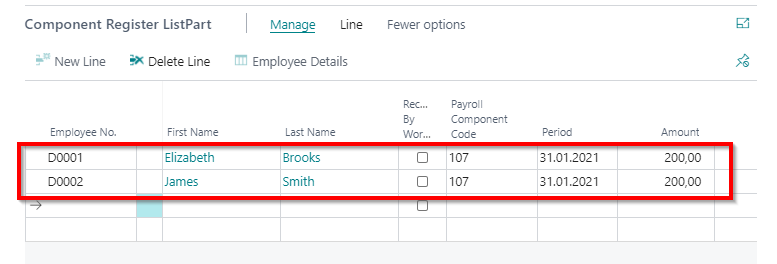 Component Register ListPart Manage Line Fewer options
New Line Delete Line Employee Details
Employee No. First Name Last Name Rec... By Wor... Payroll Component Code Period Amount
D0001 Elizabeth Brooks 107 31.01.2021 200,00
D0002 James Smith 107 31.01.2021 200,00